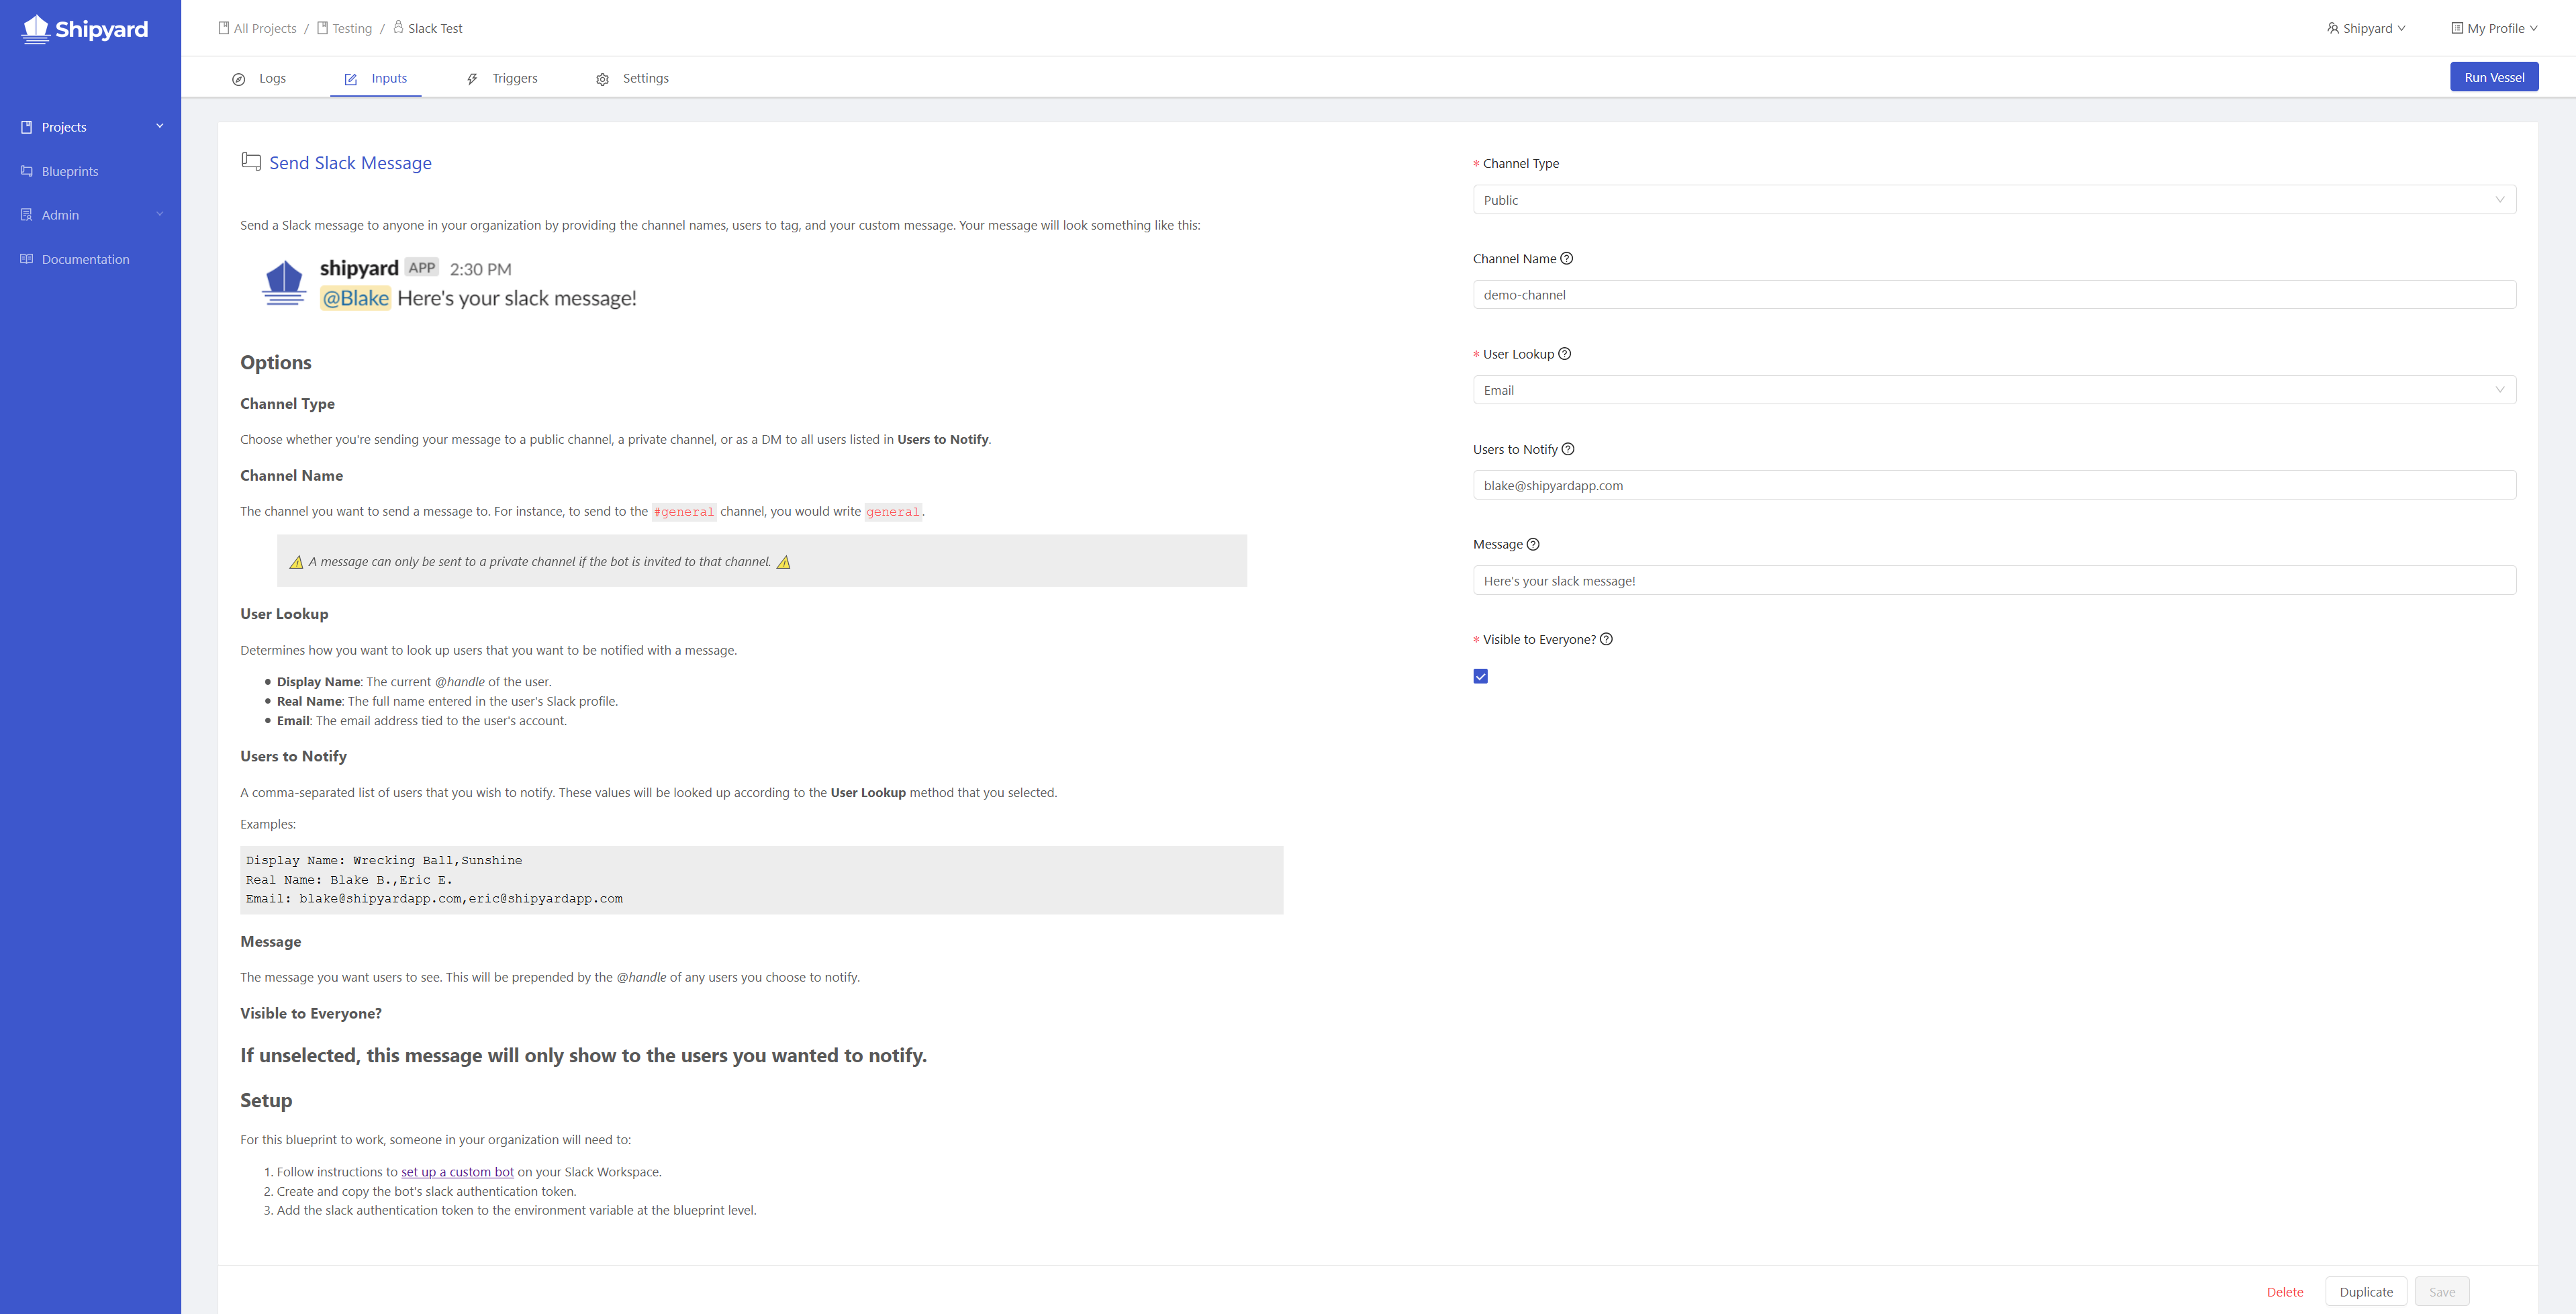 Shipyard
All Projects / Testing / Slack Test
Shipyard
My Profile
Logs
Inputs
Triggers
Settings
Run Vessel
Projects
Blueprints
Admin
Documentation
Send Slack Message
Send a Slack message to anyone in your organization by providing the channel names, users to tag, and your custom message. Your message will look something like this:
shipyard APP 2:30 PM
@Blake Here's your slack message!
Options
Channel Type
Choose whether you're sending your message to a public channel, a private channel, or as a DM to all users listed in Users to Notify.
Channel Name
The channel you want to send a message to. For instance, to send to the #general channel, you would write general.
⚠ A message can only be sent to a private channel if the bot is invited to that channel. ⚠
User Lookup
Determines how you want to look up users that you want to be notified with a message.
• Display Name: The current @handle of the user.
• Real Name: The full name entered in the user's Slack profile.
• Email: The email address tied to the user's account.
Users to Notify
A comma-separated list of users that you wish to notify. These values will be looked up according to the User Lookup method that you selected.
Examples:
Display Name: Wrecking Ball,Sunshine
Real Name: Blake B.,Eric E.
Email: blake@shipyardapp.com,eric@shipyardapp.com
Message
The message you want users to see. This will be prepended by the @handle of any users you choose to notify.
Visible to Everyone?
If unselected, this message will only show to the users you wanted to notify.
Setup
For this blueprint to work, someone in your organization will need to:
1. Follow instructions to set up a custom bot on your Slack Workspace.
2. Create and copy the bot's slack authentication token.
3. Add the slack authentication token to the environment variable at the blueprint level.
* Channel Type
Public
Channel Name
demo-channel
* User Lookup
Email
Users to Notify
blake@shipyardapp.com
Message
Here's your slack message!
* Visible to Everyone?
Delete
Duplicate
Save